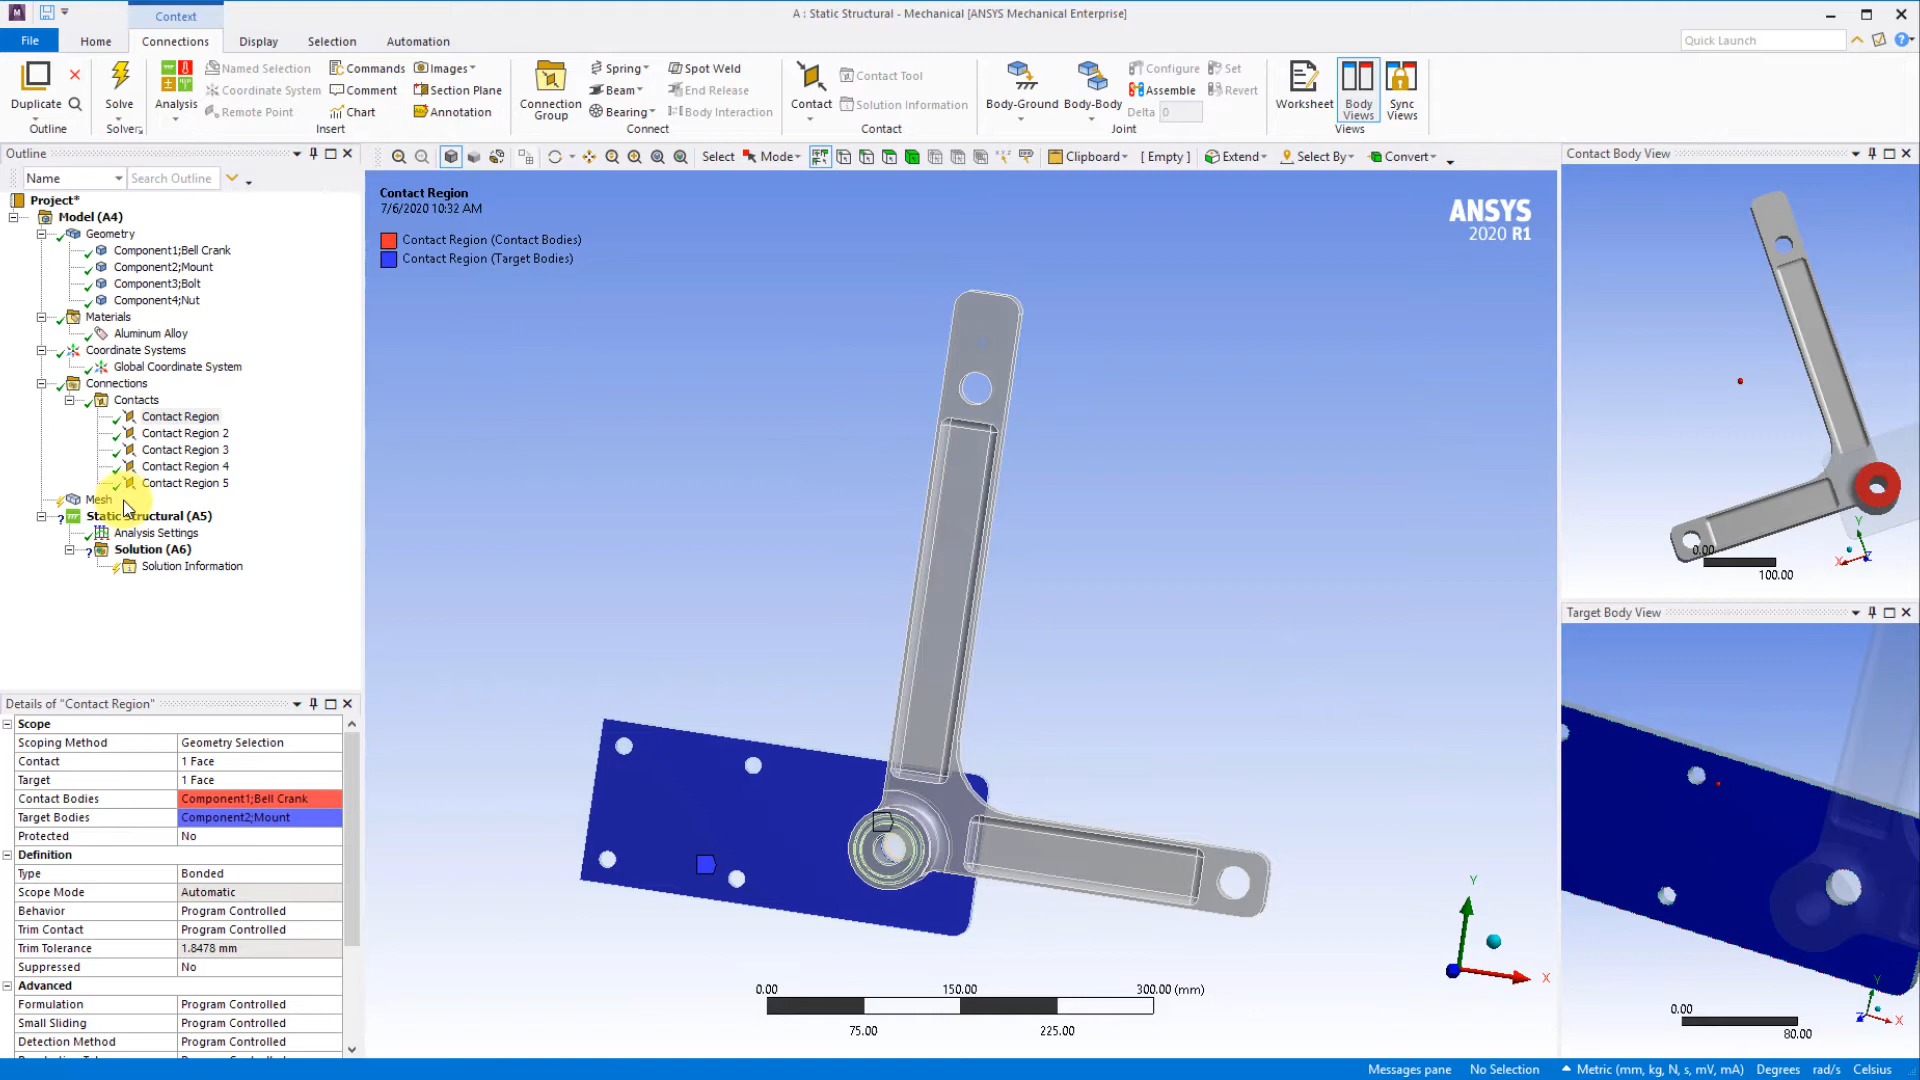 Context
A : Static Structural - Mechanical [ANSYS Mechanical Enterprise]
File
Home
Connections
Display
Selection
Automation
Quick Launch
Duplicate
Outline
Solve
Solver
Analysis
Named Selection
Coordinate System
Remote Point
Commands
Comment
Chart
Images
Section Plane
Annotation
Insert
Connection Group
Spring
Beam
Bearing
Spot Weld
End Release
Body Interaction
Connect
Contact
Contact Tool
Solution Information
Contact
Body-Ground
Body-Body
Configure
Assemble
Delta 0
Set
Revert
Joint
Worksheet
Body Views
Sync Views
Views
Outline
Name
Search Outline
Select
Mode
Clipboard
[ Empty ]
Extend
Select By
Convert
Project*
Model (A4)
Geometry
Component1;Bell Crank
Component2;Mount
Component3;Bolt
Component4;Nut
Materials
Aluminum Alloy
Coordinate Systems
Global Coordinate System
Connections
Contacts
Contact Region
Contact Region 2
Contact Region 3
Contact Region 4
Contact Region 5
Mesh
Static Structural (A5)
Analysis Settings
Solution (A6)
Solution Information
Details of "Contact Region"
Scope
Scoping Method Geometry Selection
Contact 1 Face
Target 1 Face
Contact Bodies Component1;Bell Crank
Target Bodies Component2;Mount
Protected No
Definition
Type Bonded
Scope Mode Automatic
Behavior Program Controlled
Trim Contact Program Controlled
Trim Tolerance 1.8478 mm
Suppressed No
Advanced
Formulation Program Controlled
Small Sliding Program Controlled
Detection Method Program Controlled
Contact Region
7/6/2020 10:32 AM
Contact Region (Contact Bodies)
Contact Region (Target Bodies)
ANSYS
2020 R1
0.00 150.00 300.00 (mm)
75.00 225.00
Y
X
Contact Body View
Y
X
Z
0.00
100.00
Target Body View
Y
X
Z
0.00
80.00
Messages pane
No Selection
Metric (mm, kg, N, s, mV, mA)
Degrees
rad/s
Celsius